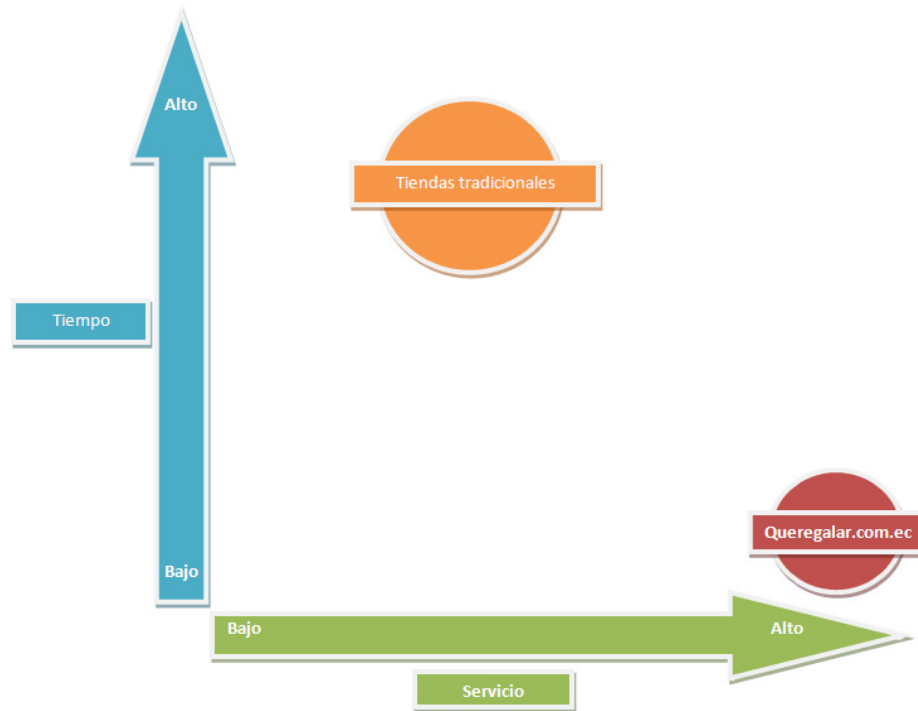 Alto
Tiendas tradicionales
Tiempo
Queregalar.com.ec
Bajo
Bajo
Alto
Servicio